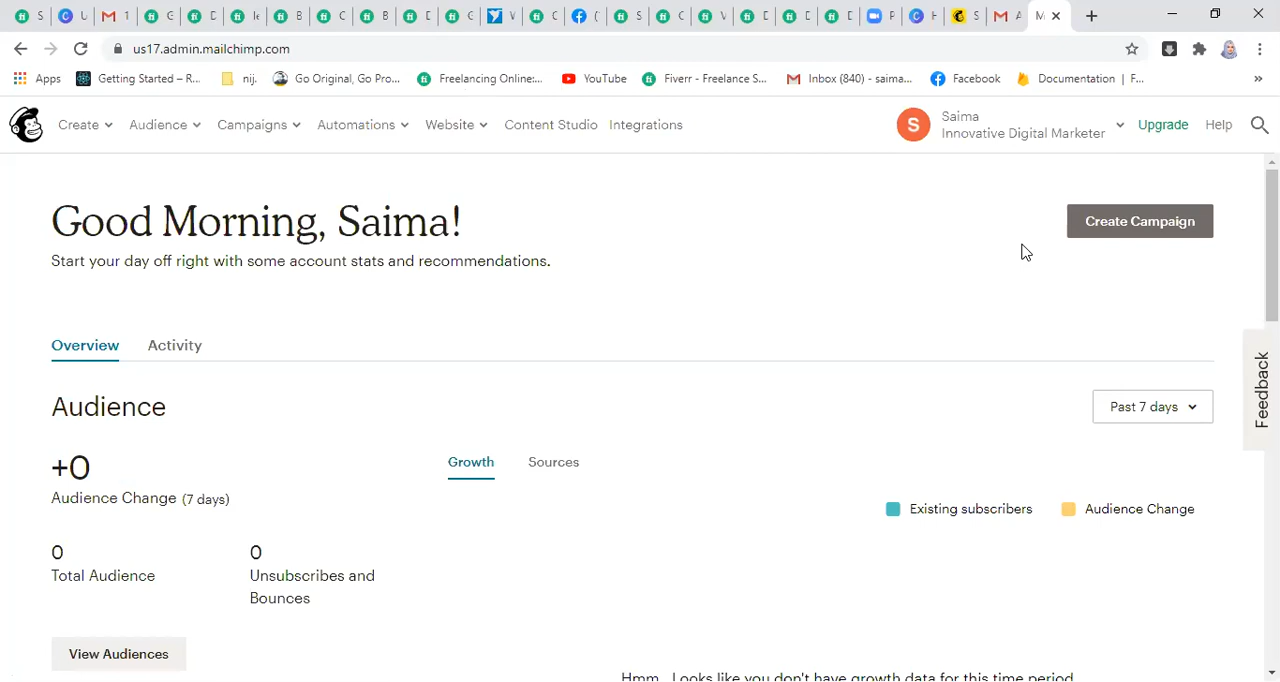 us17.admin.mailchimp.com
Apps
Getting Started – R...
nij.
Go Original, Go Pro...
Freelancing Online:...
YouTube
Fiverr - Freelance S...
Inbox (840) - saima...
Facebook
Documentation | F...
»
Create
Audience
Campaigns
Automations
Website
Content Studio
Integrations
S
Saima
Innovative Digital Marketer
Upgrade
Help
Good Morning, Saima!
Create Campaign
Start your day off right with some account stats and recommendations.
Overview
Activity
Audience
Past 7 days
+0
Audience Change (7 days)
Growth
Sources
Existing subscribers
Audience Change
0
Total Audience
0
Unsubscribes and
Bounces
View Audiences
Hmm...Looks like you don't have growth data for this time period
Feedback